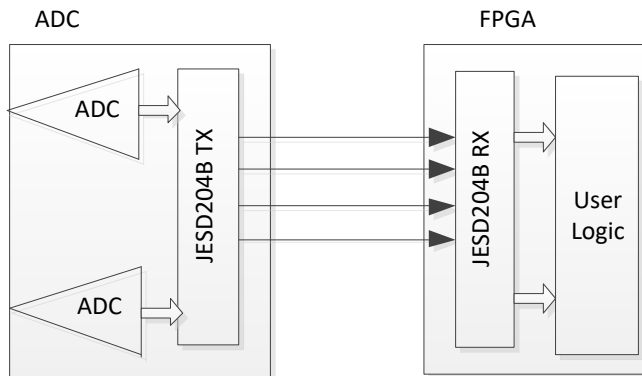 ADC
FPGA
ADC
JESD204B TX
ADC
JESD204B RX
User
Logic